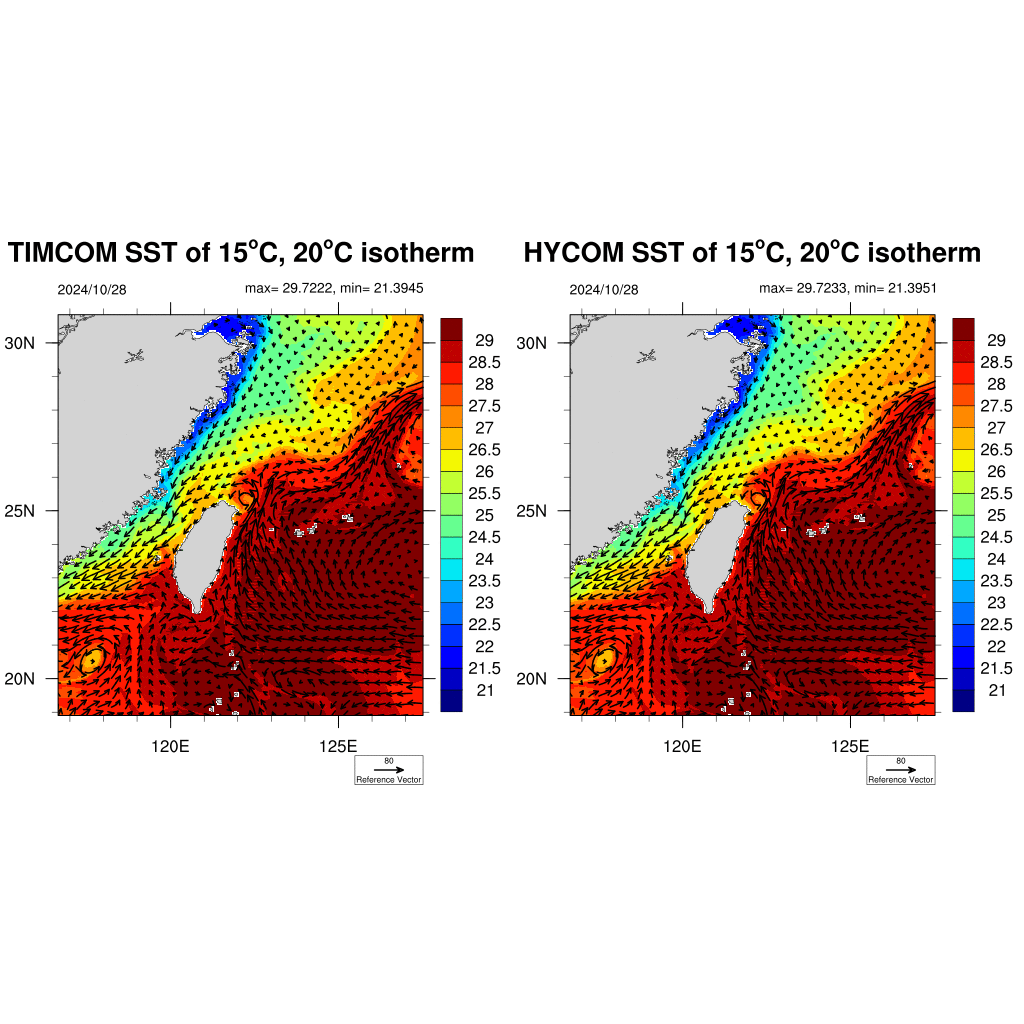 TIMCOM SST of 15°C, 20°C isotherm
2024/10/28 max= 29.7222, min= 21.3945
30N
25N
20N
120E 125E
29
28.5
28
27.5
27
26.5
26
25.5
25
24.5
24
23.5
23
22.5
22
21.5
21
80
Reference Vector
HYCOM SST of 15°C, 20°C isotherm
2024/10/28 max= 29.7233, min= 21.3951
30N
25N
20N
120E 125E
29
28.5
28
27.5
27
26.5
26
25.5
25
24.5
24
23.5
23
22.5
22
21.5
21
80
Reference Vector